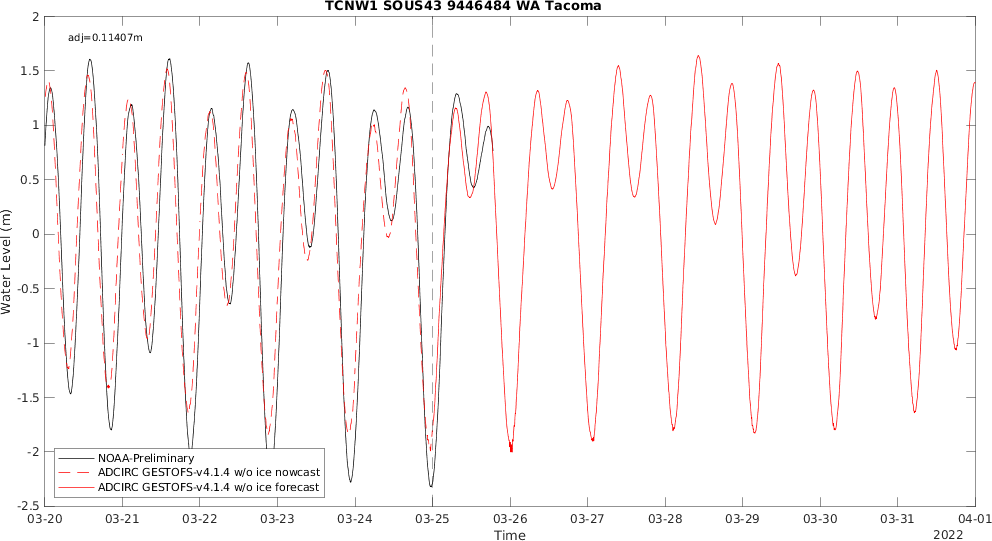 TCNW1 SOUS43 9446484 WA Tacoma
adj=0.11407m
2
1.5
1
0.5
0
-0.5
-1
-1.5
-2
-2.5
Water Level (m)
NOAA-Preliminary
ADCIRC GESTOFS-v4.1.4 w/o ice nowcast
ADCIRC GESTOFS-v4.1.4 w/o ice forecast
03-20 03-21 03-22 03-23 03-24 03-25 03-26 03-27 03-28 03-29 03-30 03-31 04-01
Time
2022